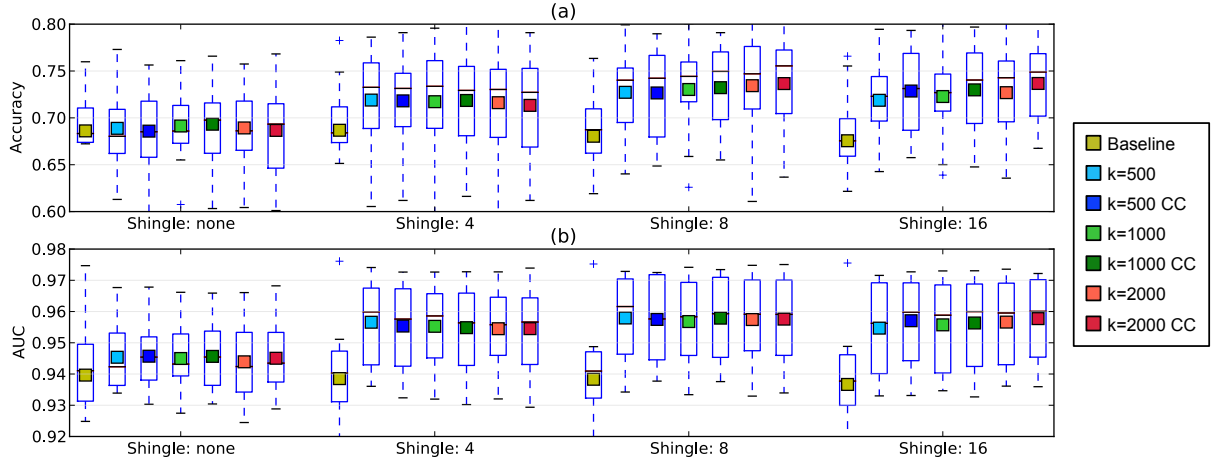 (a)
Accuracy
0.80
0.75
0.70
0.65
0.60
Shingle: none
Shingle: 4
Shingle: 8
Shingle: 16
(b)
AUC
0.98
0.97
0.96
0.95
0.94
0.93
0.92
Shingle: none
Shingle: 4
Shingle: 8
Shingle: 16
Baseline
k=500
k=500 CC
k=1000
k=1000 CC
k=2000
k=2000 CC